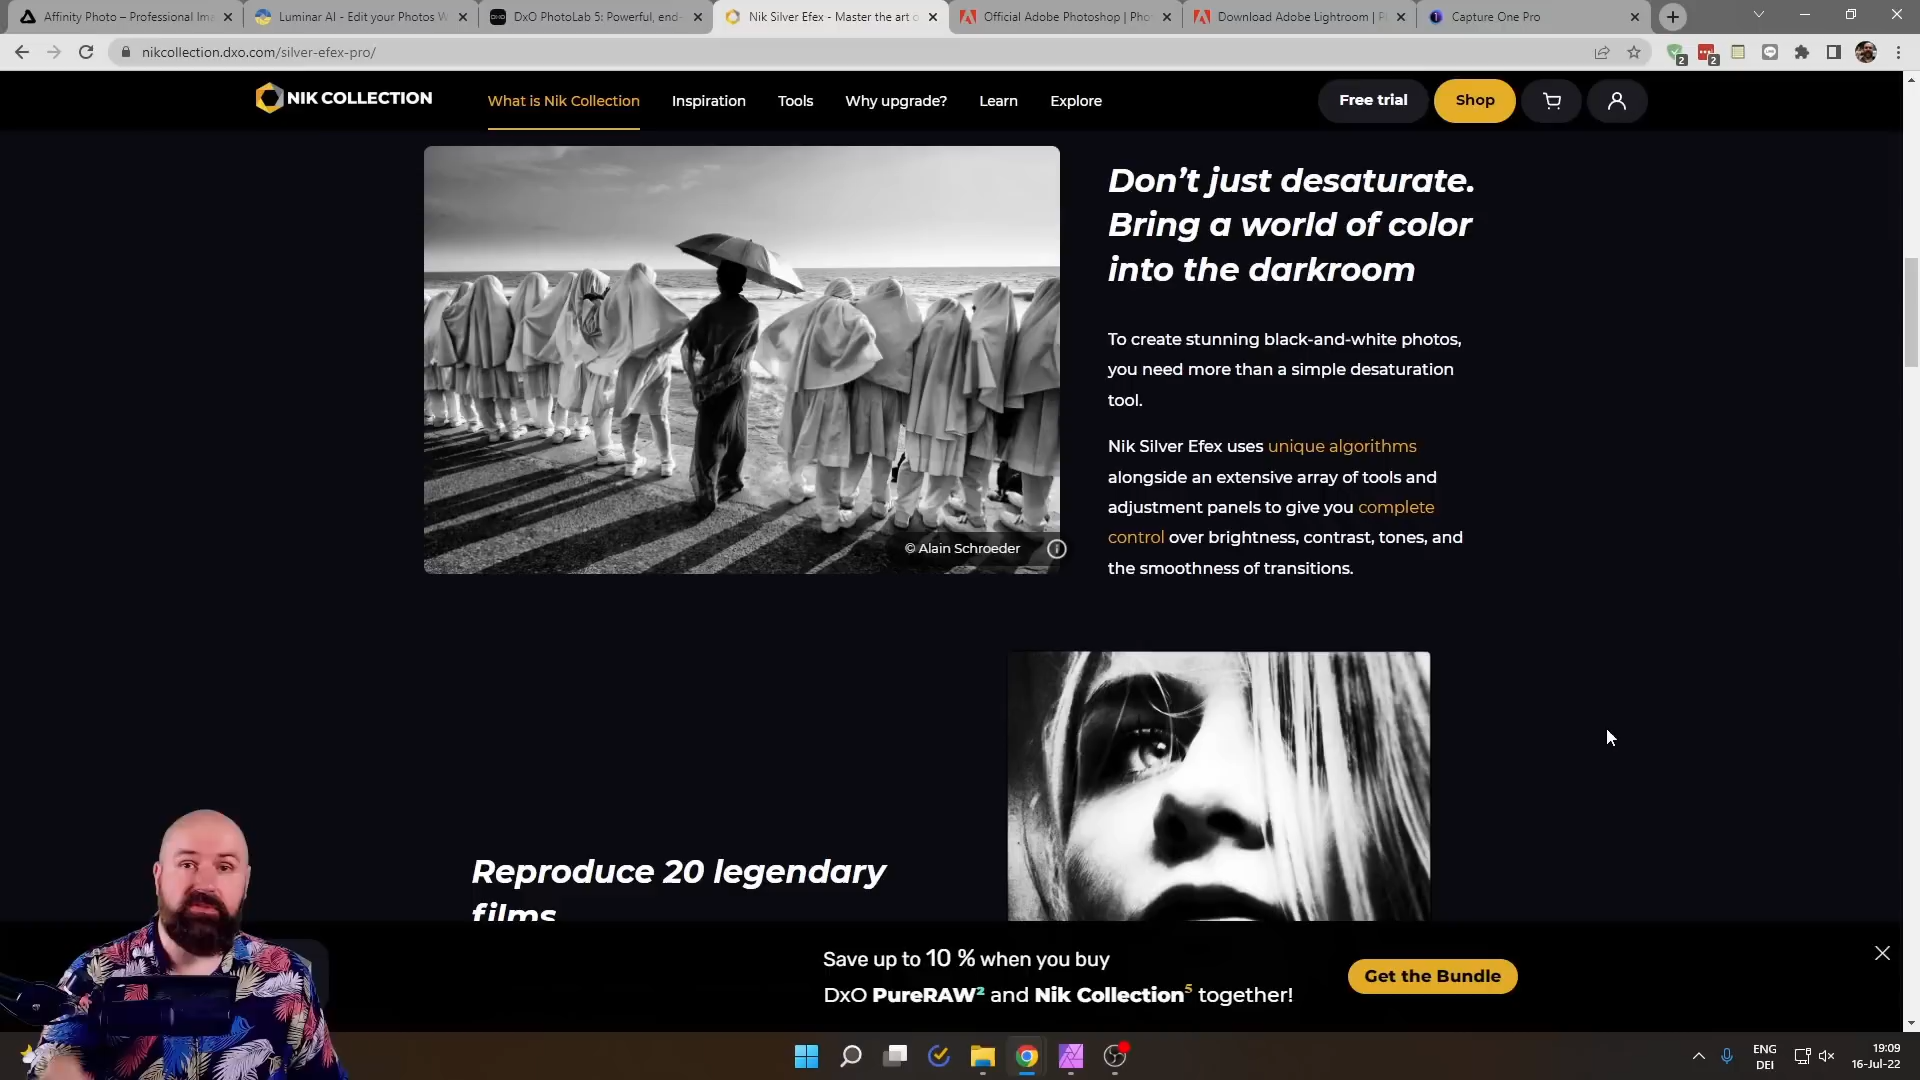 Affinity Photo – Professional Ima
Luminar AI - Edit your Photos W
DxO PhotoLab 5: Powerful, end-
Nik Silver Efex - Master the art o
Official Adobe Photoshop | Pho
Download Adobe Lightroom | P
Capture One Pro
nikcollection.dxo.com/silver-efex-pro/
2
2
NIK COLLECTION
What is Nik Collection
Inspiration
Tools
Why upgrade?
Learn
Explore
Free trial
Shop
Don’t just desaturate.
Bring a world of color
into the darkroom
To create stunning black-and-white photos,
you need more than a simple desaturation
tool.
Nik Silver Efex uses unique algorithms
alongside an extensive array of tools and
adjustment panels to give you complete
control over brightness, contrast, tones, and
the smoothness of transitions.
© Alain Schroeder
Reproduce 20 legendary
films
Save up to 10 % when you buy
DxO PureRAW² and Nik Collection⁵ together!
Get the Bundle
ENG
DEI
19:09
16-Jul-22